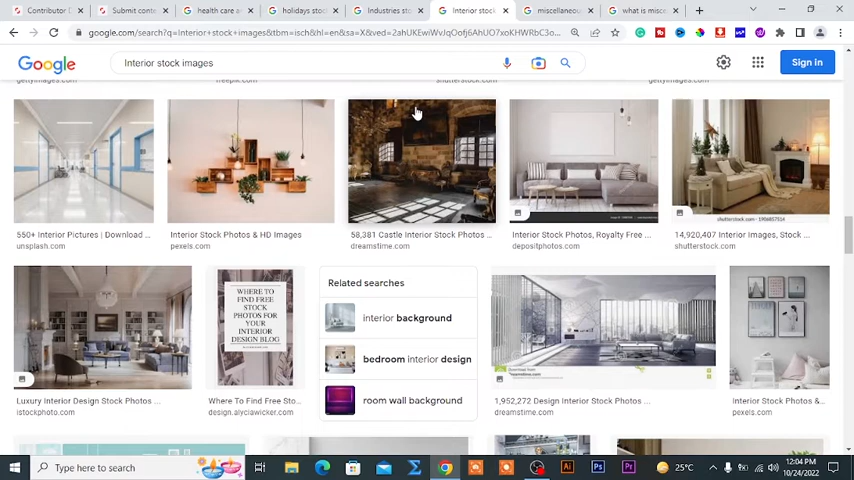 Contributor D
Submit conte
health care a
holidays stoc
Industries sto
Interior stock
miscellaneou
what is misce
google.com/search?q=Interior+stock+images&tbm=isch&hl=en&sa=X&ved=2ahUKEwiWvJqOofj6AhUO7xoKHWRbC3o...
Google
Interior stock images
Sign in
gettyimages.com
freepik.com
shutterstock.com
gettyimages.com
550+ Interior Pictures | Download ...
unsplash.com
Interior Stock Photos & HD Images
pexels.com
58,381 Castle Interior Stock Photos ...
dreamstime.com
Interior Stock Photos, Royalty Free ...
depositphotos.com
14,920,407 Interior Images, Stock ...
shutterstock.com
WHERE TO
FIND FREE
STOCK
PHOTOS FOR
YOUR
INTERIOR
DESIGN BLOG
Related searches
interior background
bedroom interior design
room wall background
Luxury Interior Design Stock Photos ...
istockphoto.com
Where To Find Free Sto...
design.alyciawicker.com
1,952,272 Design Interior Stock Photos ...
dreamstime.com
Interior Stock Photos &...
pexels.com
Type here to search
25°C
12:04 PM
10/24/2022